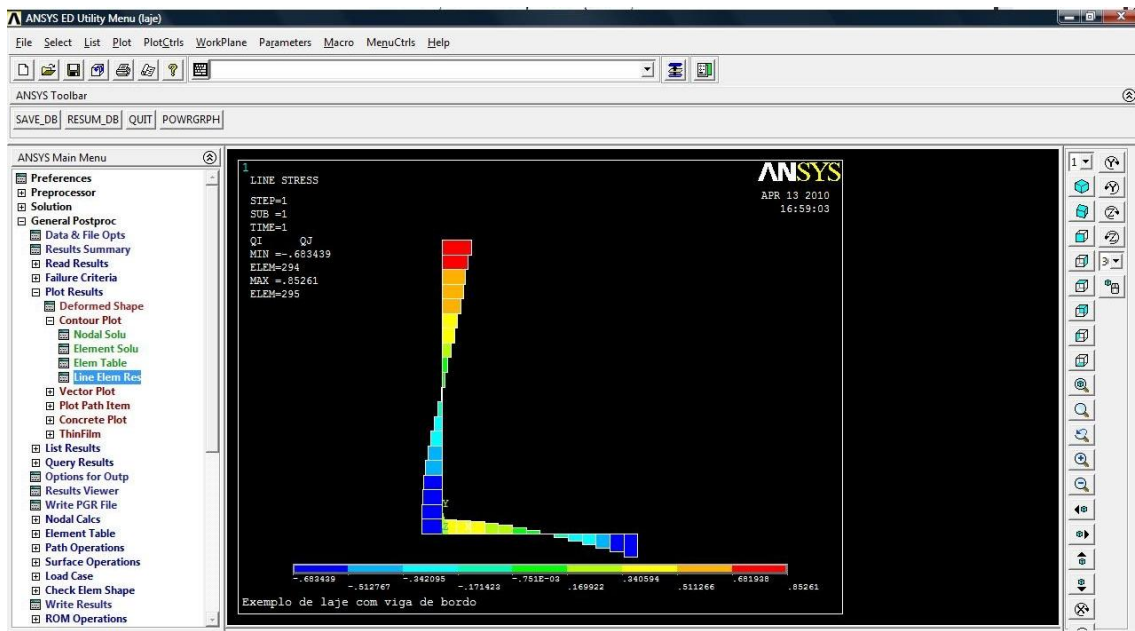 ANSYS ED Utility Menu (laje)
File Select List Plot PlotCtrls WorkPlane Parameters Macro MenuCtrls Help
ANSYS Toolbar
SAVE_DB RESUM_DB QUIT POWRGRPH
ANSYS Main Menu
Preferences
Preprocessor
Solution
General Postproc
Data & File Opts
Results Summary
Read Results
Failure Criteria
Plot Results
Deformed Shape
Contour Plot
Nodal Solu
Element Solu
Elem Table
Line Elem Res
Vector Plot
Plot Path Item
Concrete Plot
ThinFilm
List Results
Query Results
Options for Outp
Results Viewer
Write PGR File
Nodal Calcs
Element Table
Path Operations
Surface Operations
Load Case
Check Elem Shape
Write Results
ROM Operations
1
LINE STRESS
STEP=1
SUB =1
TIME=1
QI QJ
MIN =-.683439
ELEM=294
MAX =.85261
ELEM=295
ANSYS
APR 13 2010
16:59:03
Y
-.683439 -.342095 -.751E-03 .340594 .681938
-.512767 -.171423 .169922 .511266 .85261
Exemplo de laje com viga de bordo
1
3